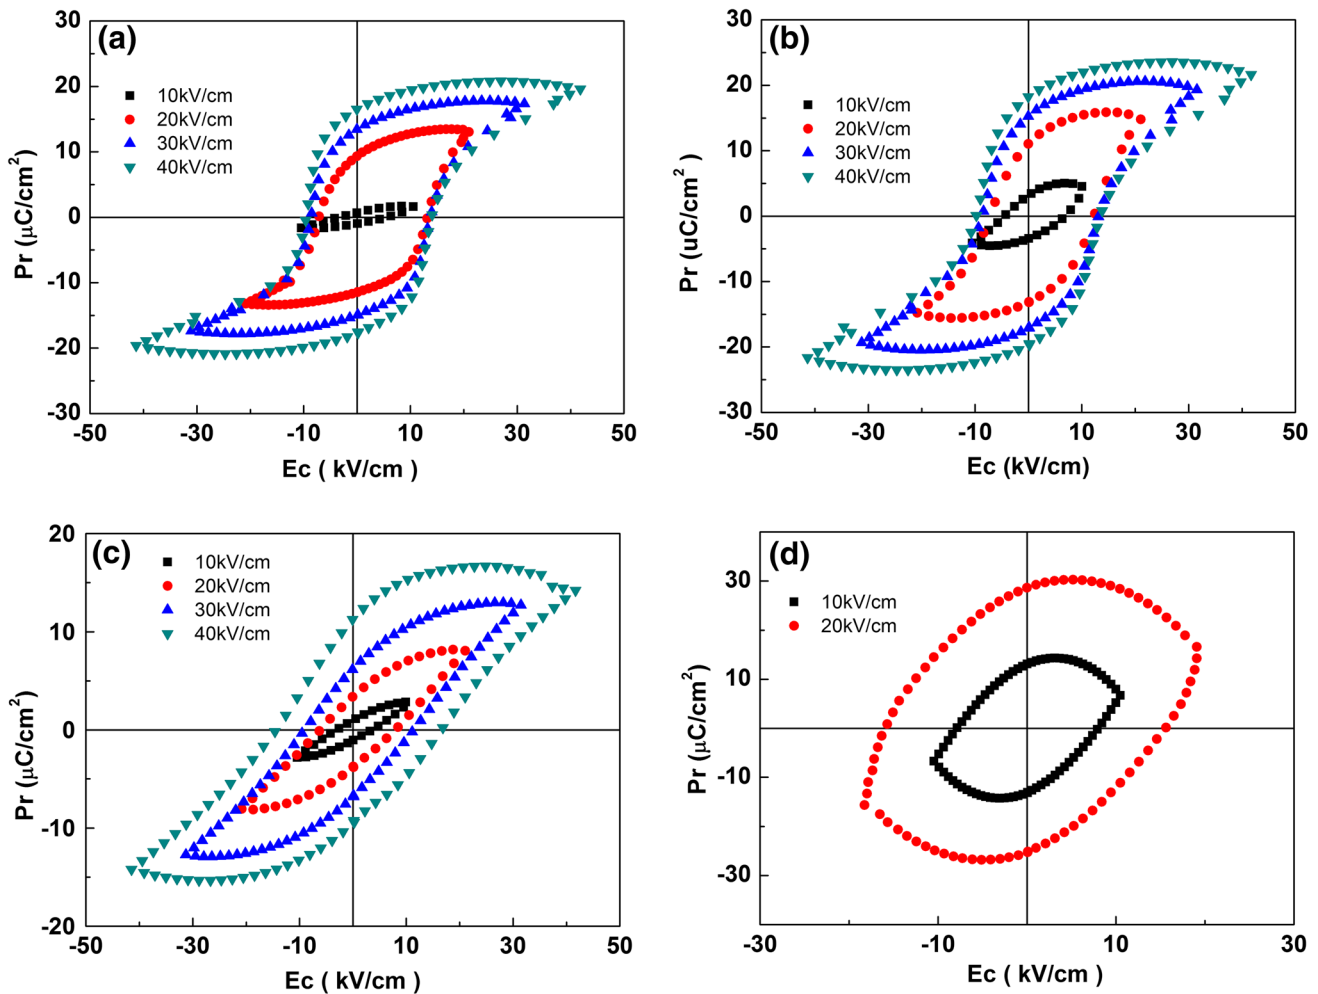 (a)
10kV/cm
20kV/cm
30kV/cm
40kV/cm
30
20
10
0
-10
-20
-30
-50
-30
-10
10
30
50
Pr (μC/cm²)
Ec ( kV/cm )
(b)
10kV/cm
20kV/cm
30kV/cm
40kV/cm
30
20
10
0
-10
-20
-30
-50
-30
-10
10
30
50
Pr (uC/cm²)
Ec (kV/cm)
(c)
10kV/cm
20kV/cm
30kV/cm
40kV/cm
20
10
0
-10
-20
-50
-30
-10
10
30
50
Pr (μC/cm²)
Ec ( kV/cm )
(d)
10kV/cm
20kV/cm
30
10
-10
-30
-30
-10
10
30
Pr (μC/cm²)
Ec ( kV/cm )